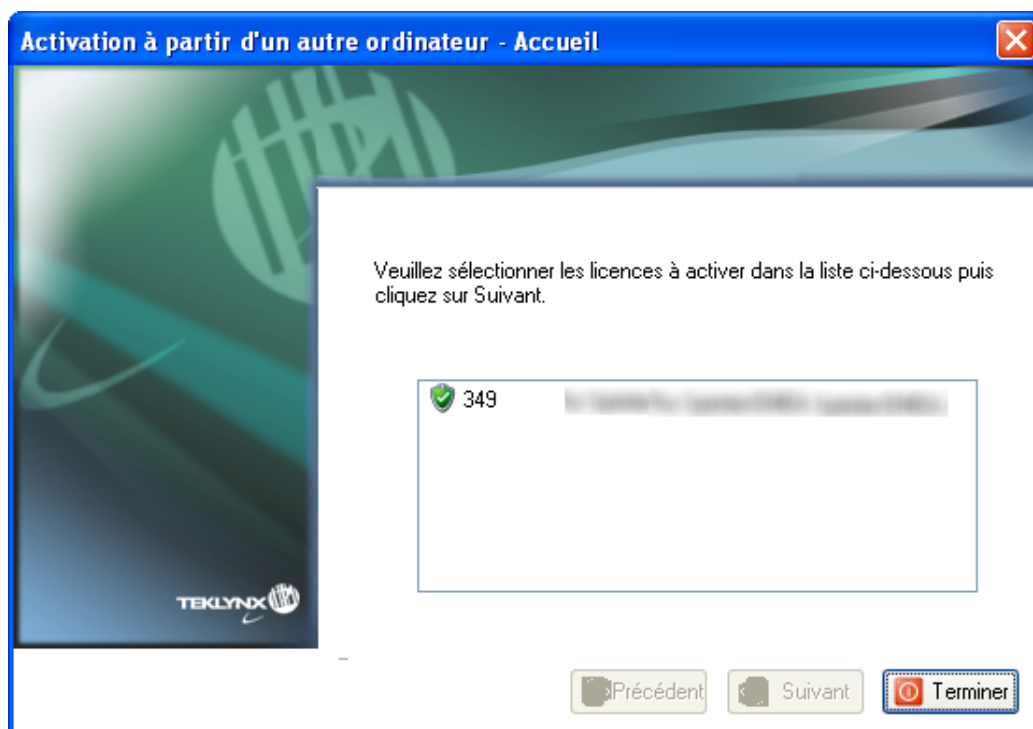 Activation à partir d'un autre ordinateur - Accueil
Veuillez sélectionner les licences à activer dans la liste ci-dessous puis
cliquez sur Suivant.
349
TEKLYNX
Précédent
Suivant
Terminer